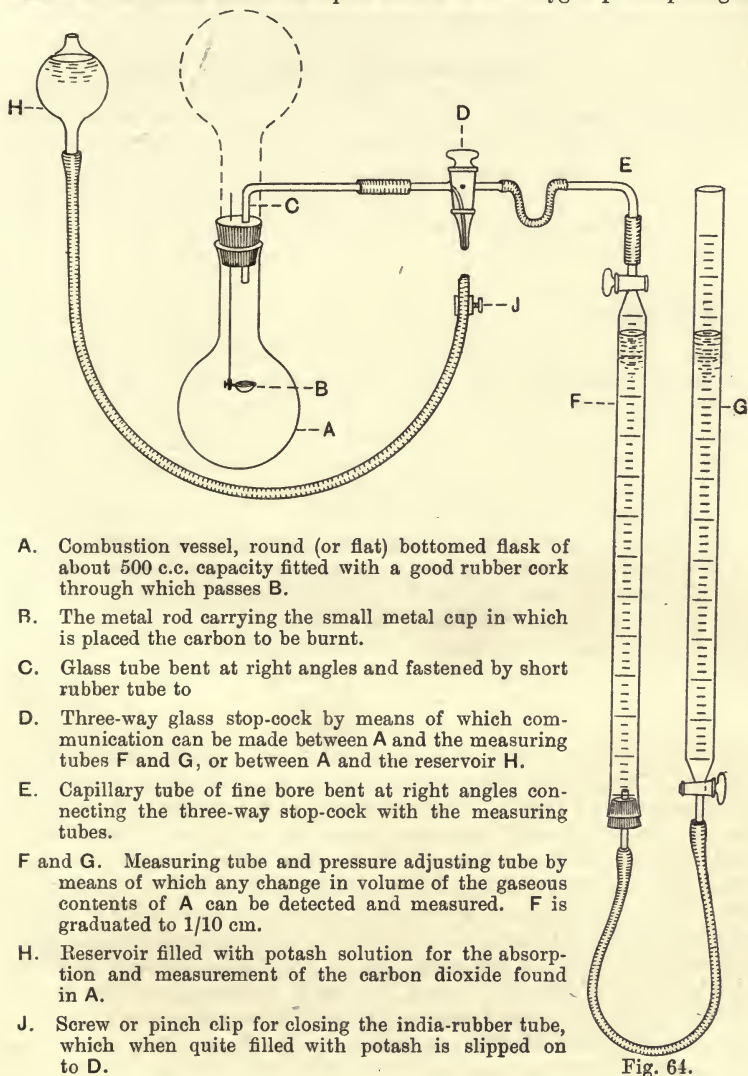 H
D
E
C
J
B
A
F
G
A. Combustion vessel, round (or flat) bottomed flask of
about 500 c.c. capacity fitted with a good rubber cork
through which passes B.
B. The metal rod carrying the small metal cup in which
is placed the carbon to be burnt.
C. Glass tube bent at right angles and fastened by short
rubber tube to
D. Three-way glass stop-cock by means of which com-
munication can be made between A and the measuring
tubes F and G, or between A and the reservoir H.
E. Capillary tube of fine bore bent at right angles con-
necting the three-way stop-cock with the measuring
tubes.
F and G. Measuring tube and pressure adjusting tube by
means of which any change in volume of the gaseous
contents of A can be detected and measured. F is
graduated to 1/10 cm.
H. Reservoir filled with potash solution for the absorp-
tion and measurement of the carbon dioxide found
in A.
J. Screw or pinch clip for closing the india-rubber tube,
which when quite filled with potash is slipped on
to D.
Fig. 64.